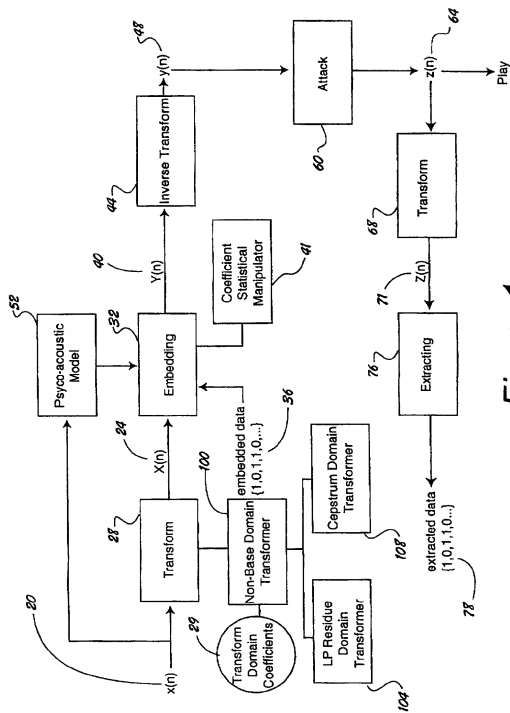 52
Psyco-acoustic
Model
20
x(n)
28
Transform
24
X(n)
32
Embedding
40
Y(n)
44
Inverse Transform
48
y(n)
29
Transform
Domain
Coefficients
100
Non-Base Domain
Transformer
embedded data
{1,0,1,1,0,...}
36
Coefficient
Statistical
Manipulator
41
LP Residue
Domain
Transformer
104
Cepstrum Domain
Transformer
108
Attack
60
z(n)
64
Play
Transform
68
Z(n)
71
Extracting
76
extracted data
{1,0,1,1,0...}
78